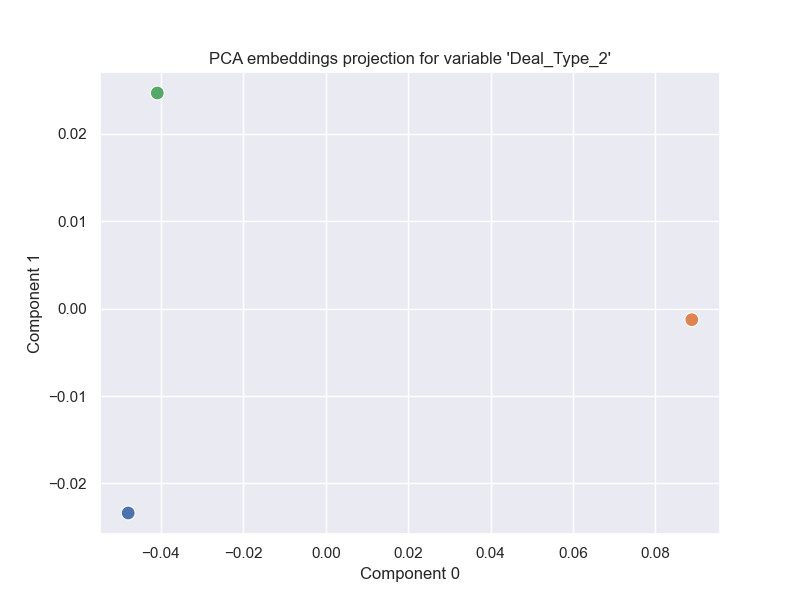 PCA embeddings projection for variable 'Deal_Type_2'
0.02
0.01
0.00
−0.01
−0.02
Component 1
−0.04 −0.02 0.00 0.02 0.04 0.06 0.08
Component 0